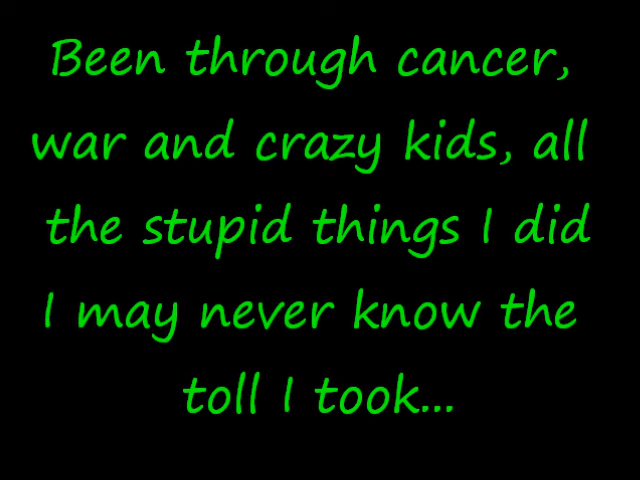 Been through cancer,
war and crazy kids, all
the stupid things I did
I may never know the
toll I took...